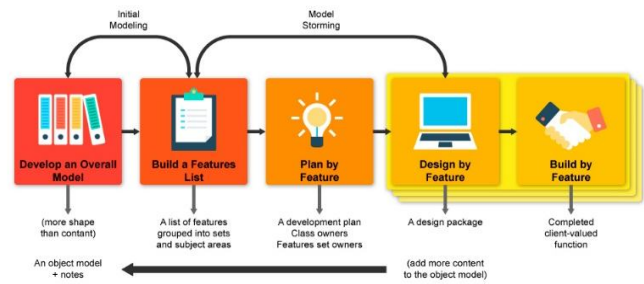 Initial
Modeling
Model
Storming
Develop an Overall
Model
Build a Features
List
Plan by
Feature
Design by
Feature
Build by
Feature
(more shape
than contant)
A list of features
grouped into sets
and subject areas
A development plan
Class owners
Features set owners
A design package
Completed
client-valued
function
An object model
+ notes
(add more content
to the object model)